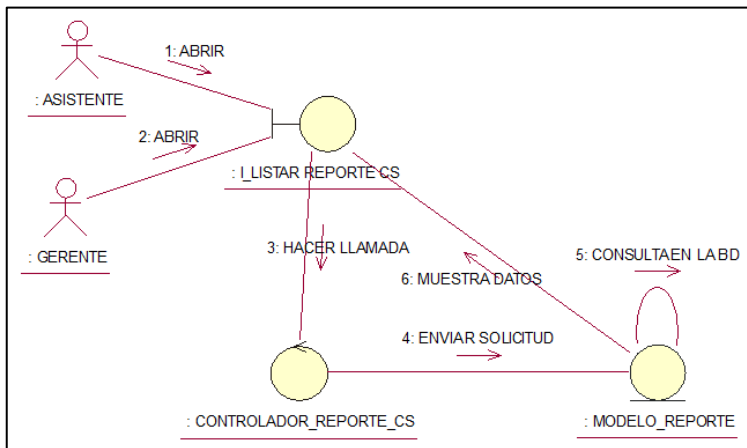 1: ABRIR
: ASISTENTE
2: ABRIR
: I_LISTAR REPORTE CS
: GERENTE
3: HACER LLAMADA
5: CONSULTAEN LA BD
6: MUESTRA DATOS
4: ENVIAR SOLICITUD
: CONTROLADOR_REPORTE_CS
: MODELO_REPORTE